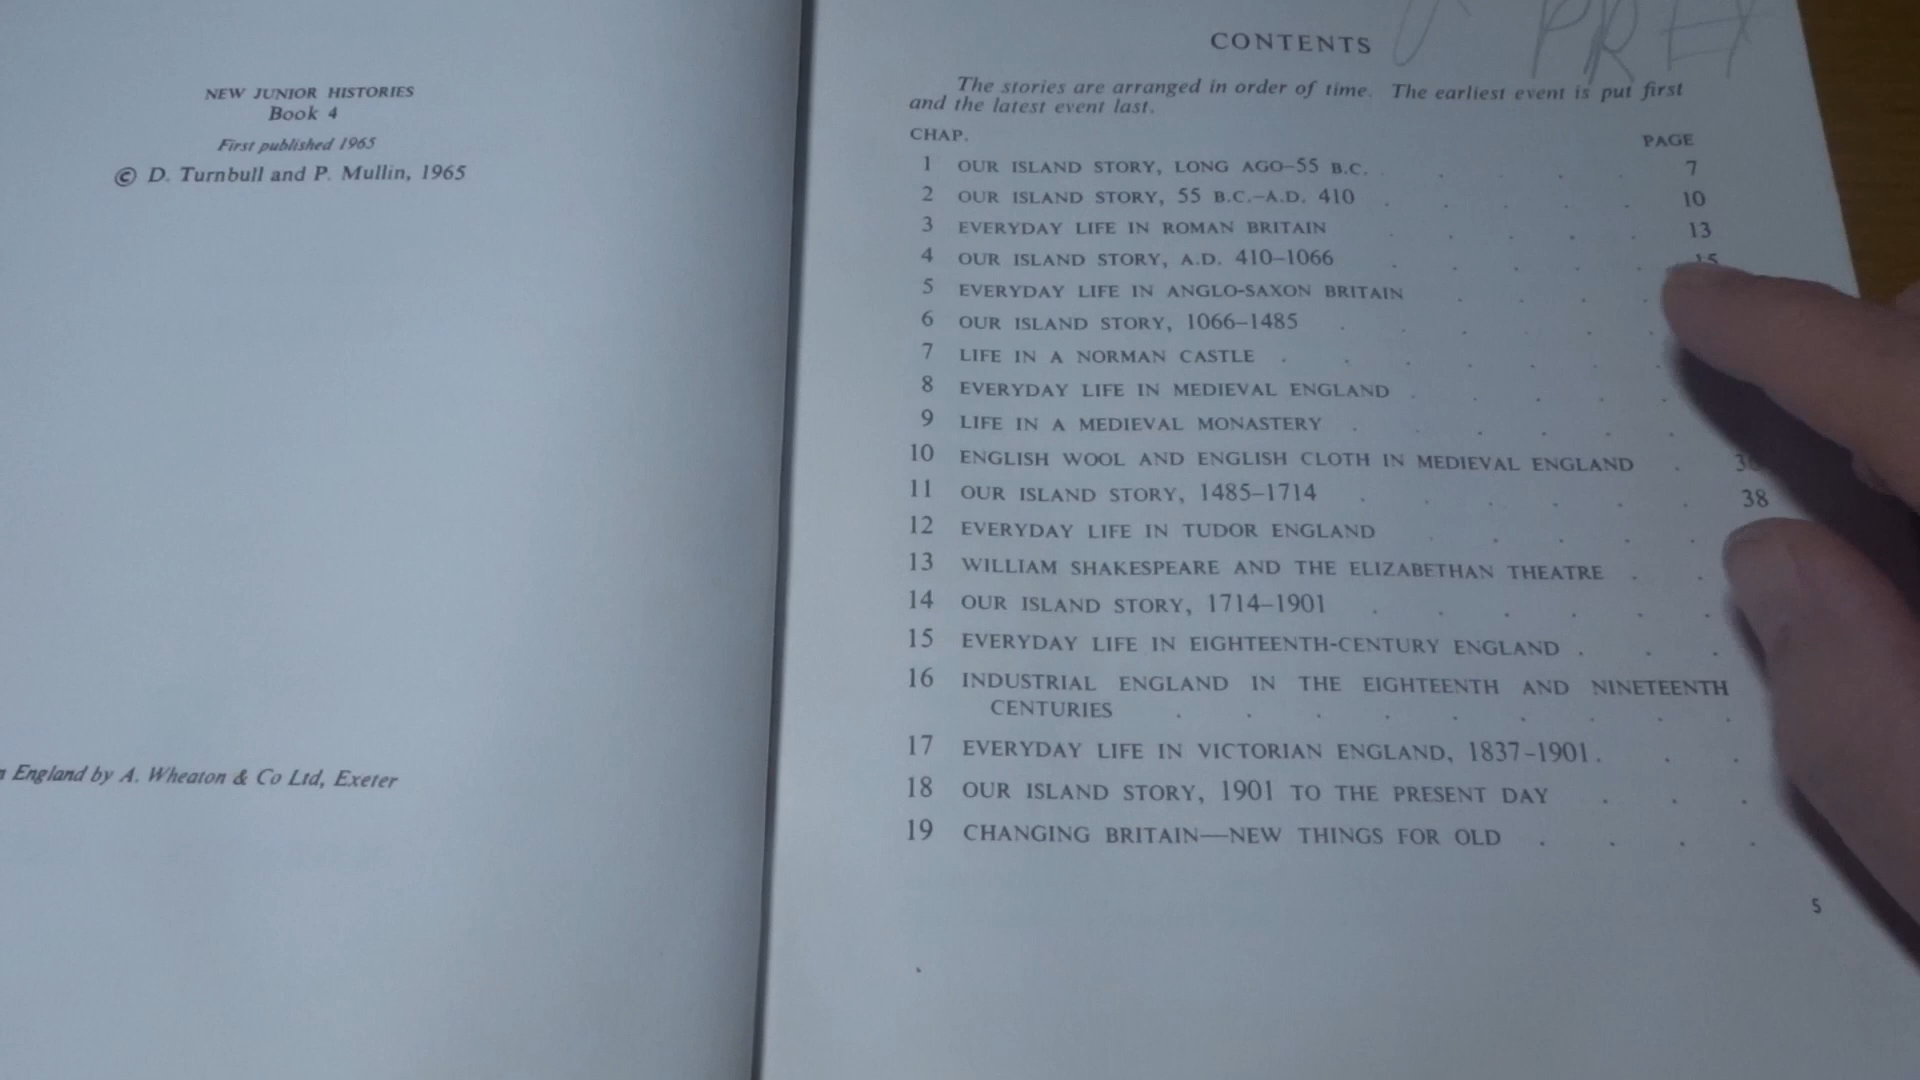 NEW JUNIOR HISTORIES
Book 4
First published 1965
© D. Turnbull and P. Mullin, 1965
England by A. Wheaton & Co Ltd, Exeter
CONTENTS
The stories are arranged in order of time. The earliest event is put first
and the latest event last.
CHAP. PAGE
1 OUR ISLAND STORY, LONG AGO–55 B.C. 7
2 OUR ISLAND STORY, 55 B.C.–A.D. 410 10
3 EVERYDAY LIFE IN ROMAN BRITAIN 13
4 OUR ISLAND STORY, A.D. 410–1066 15
5 EVERYDAY LIFE IN ANGLO-SAXON BRITAIN
6 OUR ISLAND STORY, 1066–1485
7 LIFE IN A NORMAN CASTLE
8 EVERYDAY LIFE IN MEDIEVAL ENGLAND
9 LIFE IN A MEDIEVAL MONASTERY
10 ENGLISH WOOL AND ENGLISH CLOTH IN MEDIEVAL ENGLAND
11 OUR ISLAND STORY, 1485–1714 38
12 EVERYDAY LIFE IN TUDOR ENGLAND
13 WILLIAM SHAKESPEARE AND THE ELIZABETHAN THEATRE
14 OUR ISLAND STORY, 1714–1901
15 EVERYDAY LIFE IN EIGHTEENTH-CENTURY ENGLAND
16 INDUSTRIAL ENGLAND IN THE EIGHTEENTH AND NINETEENTH
CENTURIES
17 EVERYDAY LIFE IN VICTORIAN ENGLAND, 1837–1901
18 OUR ISLAND STORY, 1901 TO THE PRESENT DAY
19 CHANGING BRITAIN—NEW THINGS FOR OLD
5